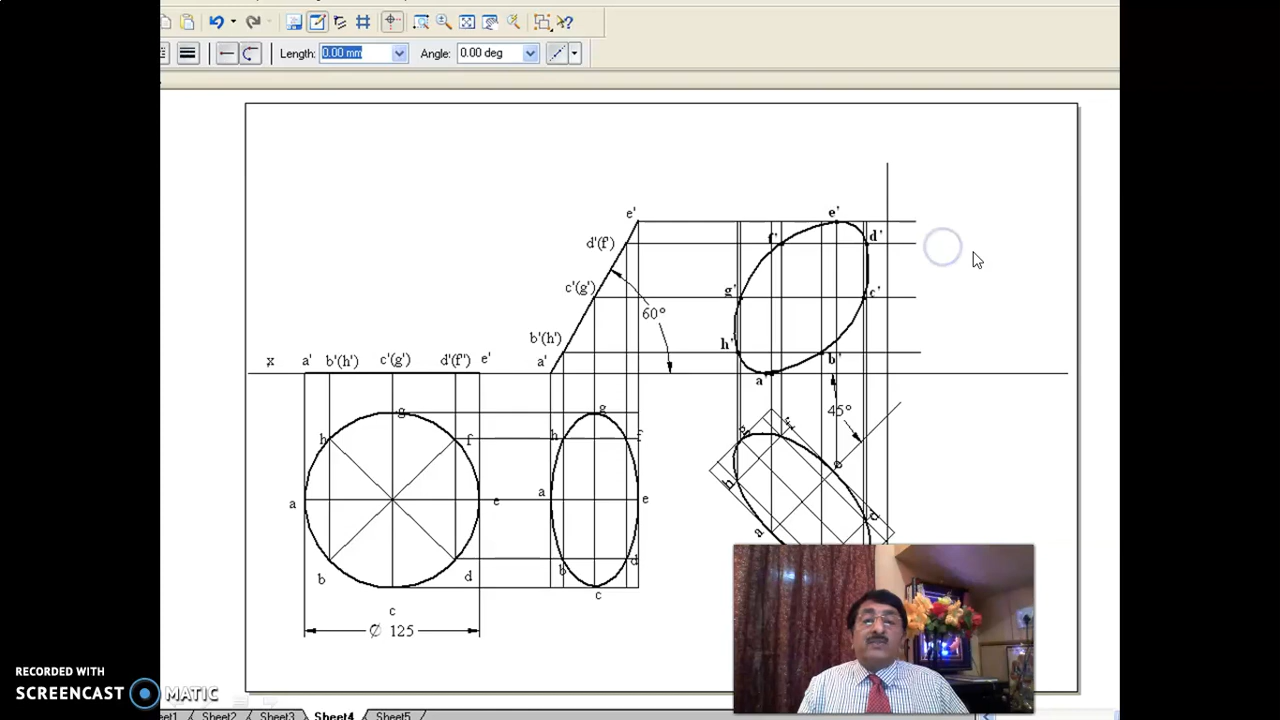 Length: 0.00 mm Angle: 0.00 deg
e' e'
d'(f') f' d'
c'(g') g' c'
60°
b'(h') h' b'
x a' b'(h') c'(g') d'(f') e' a' a'
45°
g g g f
h f h f e
h d
a e a e a
b d b d
c c
Ø 125
RECORDED WITH
SCREENCAST MATIC
Sheet2 Sheet3 Sheet4 Sheet5